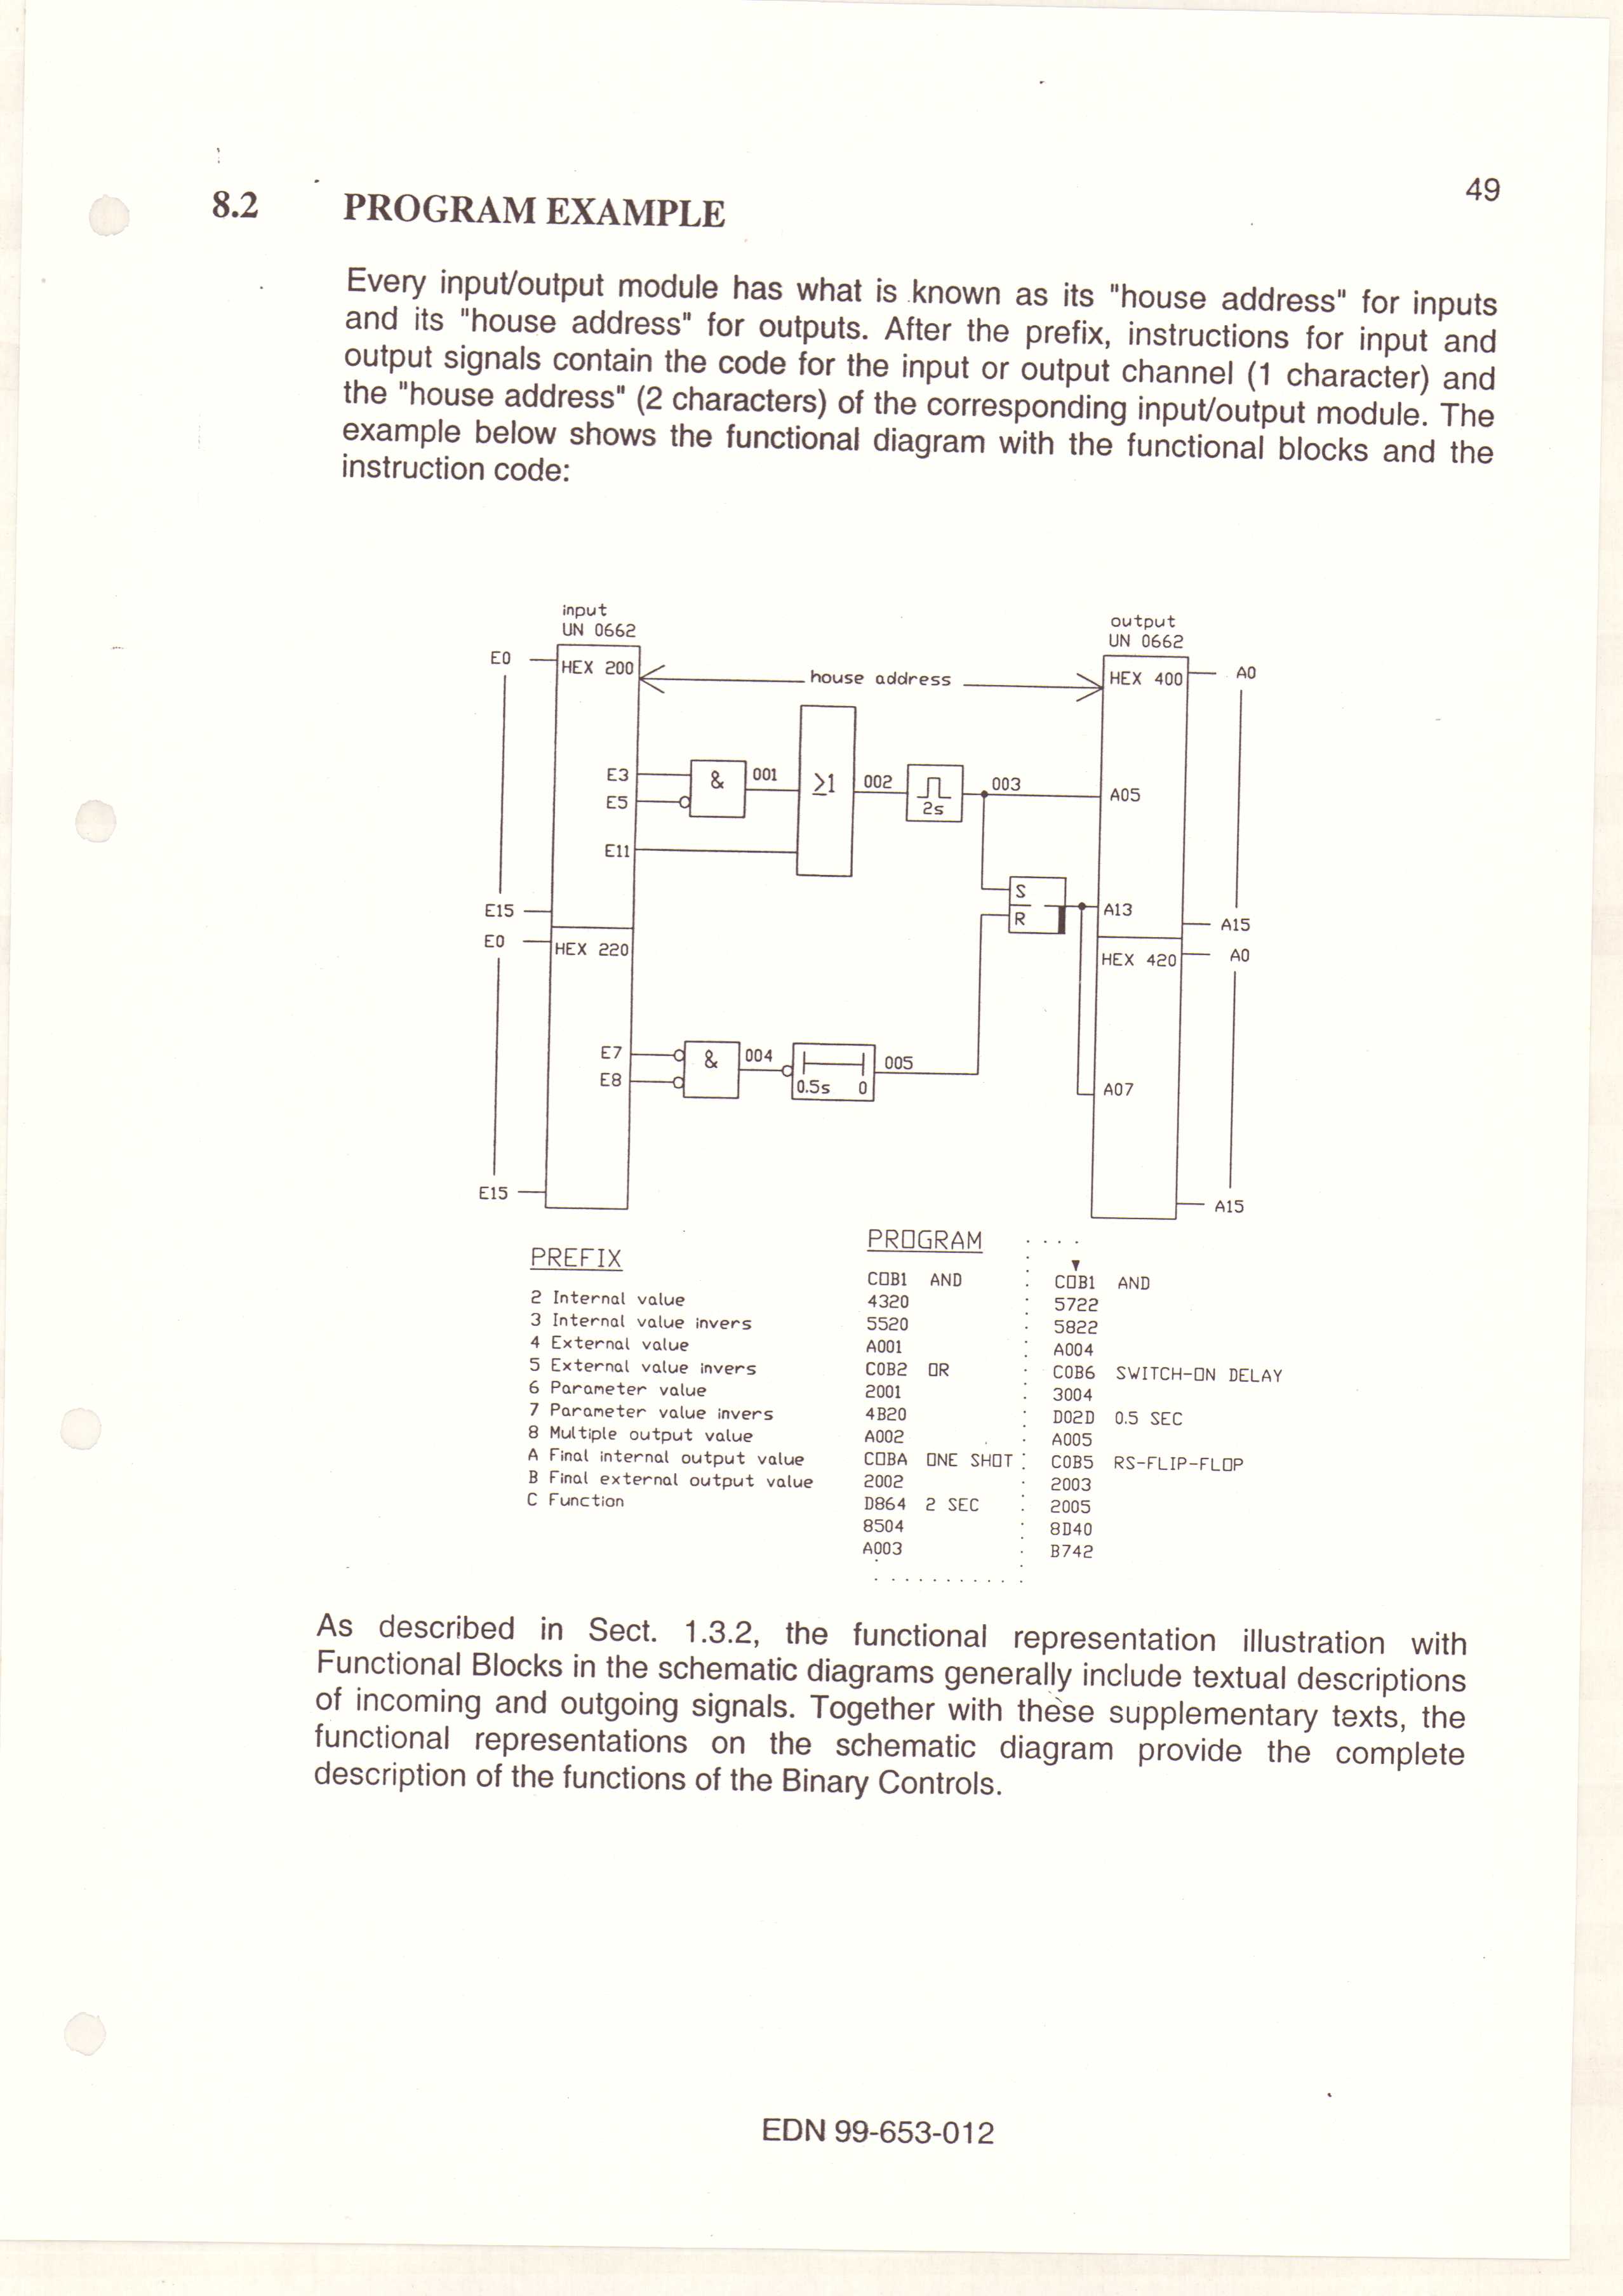 49
8.2 PROGRAM EXAMPLE
Every input/output module has what is known as its "house address" for inputs
and its "house address" for outputs. After the prefix, instructions for input and
output signals contain the code for the input or output channel (1 character) and
the "house address" (2 characters) of the corresponding input/output module. The
example below shows the functional diagram with the functional blocks and the
instruction code:
input
UN 0662
output
UN 0662
E0
HEX 200
house address
HEX 400
A0
E3
&
001
≥1
002
2s
003
A05
E5
E11
S
R
A13
E15
A15
E0
HEX 220
HEX 420
A0
E7
&
004
0.5s 0
005
E8
A07
E15
A15
PREFIX
2 Internal value
3 Internal value invers
4 External value
5 External value invers
6 Parameter value
7 Parameter value invers
8 Multiple output value
A Final internal output value
B Final external output value
C Function
PROGRAM
C0B1 AND
4320
5520
A001
C0B2 OR
2001
4B20
A002
C0BA ONE SHOT
2002
D864 2 SEC
8504
A003
C0B1 AND
5722
5822
A004
C0B6 SWITCH-ON DELAY
3004
D02D 0.5 SEC
A005
C0B5 RS-FLIP-FLOP
2003
2005
8D40
B742
As described in Sect. 1.3.2, the functional representation illustration with
Functional Blocks in the schematic diagrams generally include textual descriptions
of incoming and outgoing signals. Together with these supplementary texts, the
functional representations on the schematic diagram provide the complete
description of the functions of the Binary Controls.
EDN 99-653-012